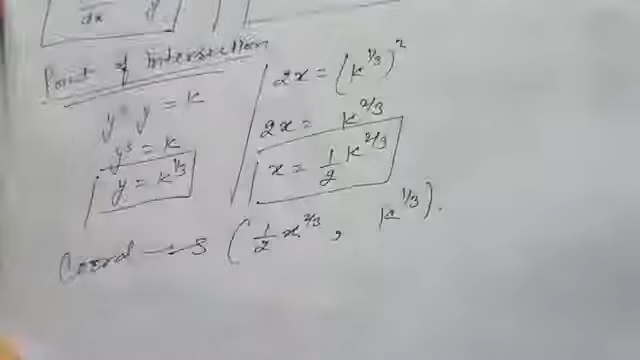 dx
Point of intersection
y² y = k
y³ = k
y = k^{1/3}
2x = (k^{1/3})²
2x = k^{2/3}
x = 1/2 k^{2/3}
Coord → (1/2 x^{2/3}, k^{1/3}).